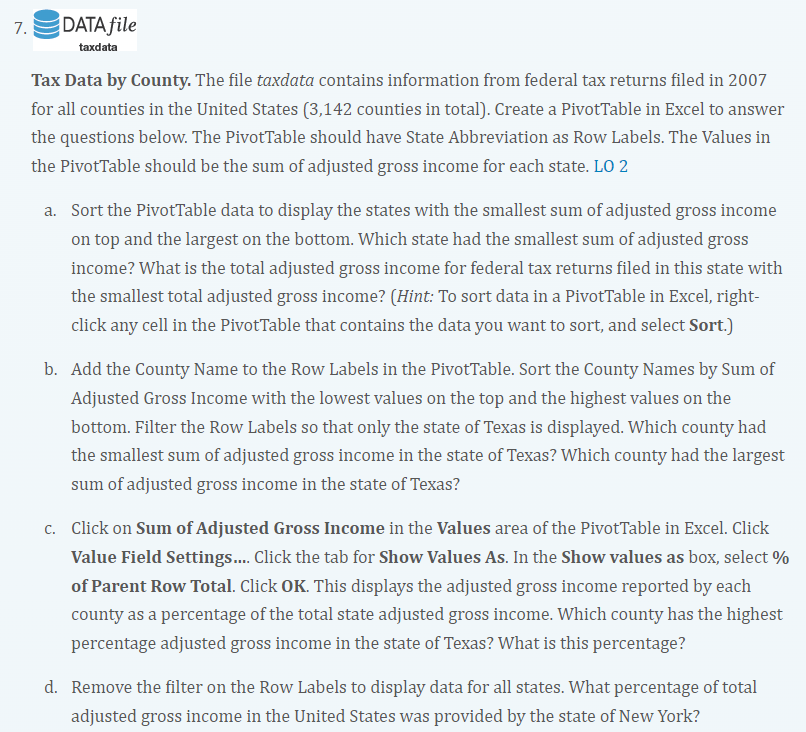 7. DATAfile
taxdata
Tax Data by County. The file taxdata contains information from federal tax returns filed in 2007
for all counties in the United States (3,142 counties in total). Create a PivotTable in Excel to answer
the questions below. The PivotTable should have State Abbreviation as Row Labels. The Values in
the PivotTable should be the sum of adjusted gross income for each state. LO 2
a. Sort the PivotTable data to display the states with the smallest sum of adjusted gross income
on top and the largest on the bottom. Which state had the smallest sum of adjusted gross
income? What is the total adjusted gross income for federal tax returns filed in this state with
the smallest total adjusted gross income? (Hint: To sort data in a PivotTable in Excel, right-
click any cell in the PivotTable that contains the data you want to sort, and select Sort.)
b. Add the County Name to the Row Labels in the PivotTable. Sort the County Names by Sum of
Adjusted Gross Income with the lowest values on the top and the highest values on the
bottom. Filter the Row Labels so that only the state of Texas is displayed. Which county had
the smallest sum of adjusted gross income in the state of Texas? Which county had the largest
sum of adjusted gross income in the state of Texas?
c. Click on Sum of Adjusted Gross Income in the Values area of the PivotTable in Excel. Click
Value Field Settings.... Click the tab for Show Values As. In the Show values as box, select %
of Parent Row Total. Click OK. This displays the adjusted gross income reported by each
county as a percentage of the total state adjusted gross income. Which county has the highest
percentage adjusted gross income in the state of Texas? What is this percentage?
d. Remove the filter on the Row Labels to display data for all states. What percentage of total
adjusted gross income in the United States was provided by the state of New York?